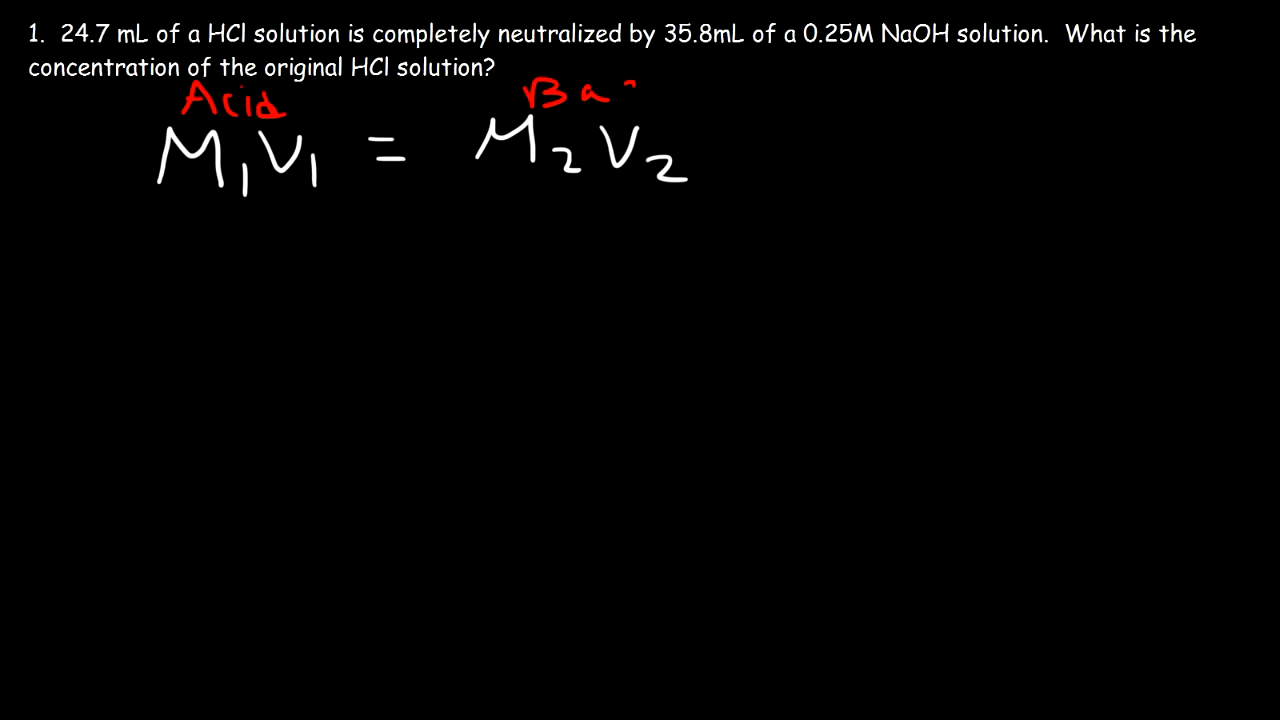 1. 24.7 mL of a HCl solution is completely neutralized by 35.8mL of a 0.25M NaOH solution. What is the
concentration of the original HCl solution?
Acid Ba
M₁V₁ = M₂V₂